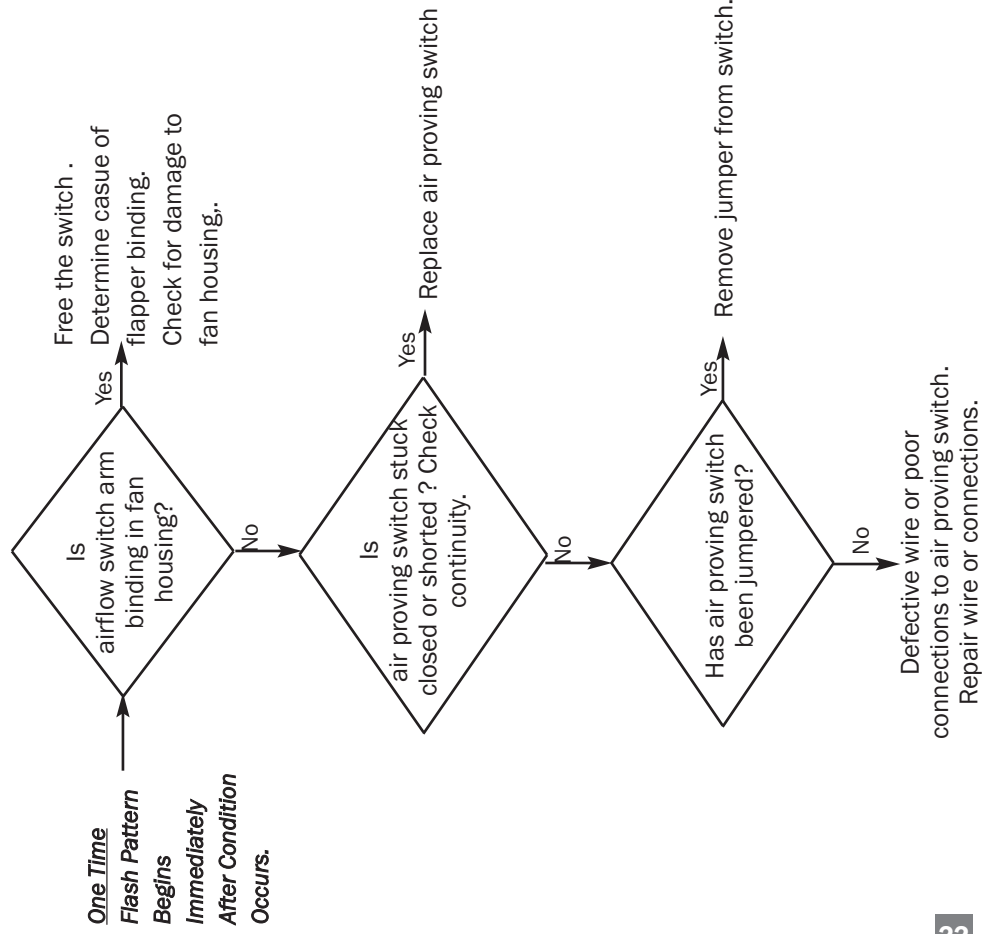 One Time
Flash Pattern
Begins
Immediately
After Condition
Occurs.
Is
airflow switch arm
binding in fan
housing?
Yes
Free the switch .
Determine casue of
flapper binding.
Check for damage to
fan housing,.
No
Is
air proving switch stuck
closed or shorted ? Check
continuity.
Yes
Replace air proving switch
No
Has air proving switch
been jumpered?
Yes
Remove jumper from switch.
No
Defective wire or poor
connections to air proving switch.
Repair wire or connections.